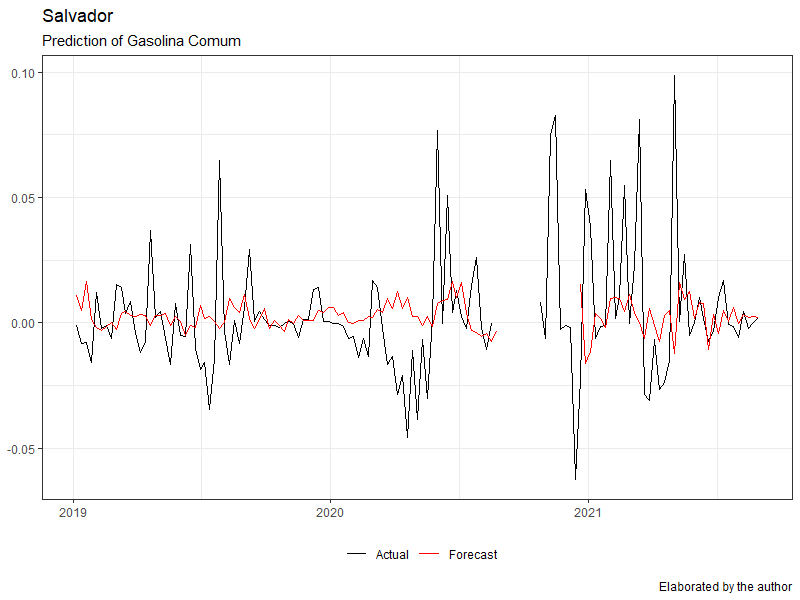 Salvador
Prediction of Gasolina Comum
0.10
0.05
0.00
-0.05
2019
2020
2021
Actual
Forecast
Elaborated by the author